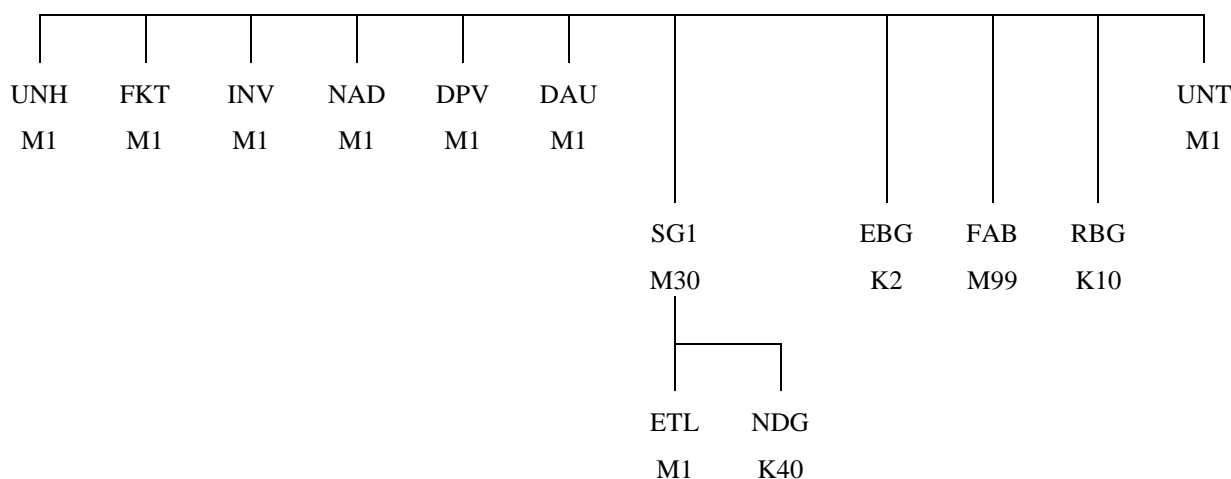 UNH FKT INV NAD DPV DAU UNT
M1 M1 M1 M1 M1 M1 M1
SG1 EBG FAB RBG
M30 K2 M99 K10
ETL NDG
M1 K40